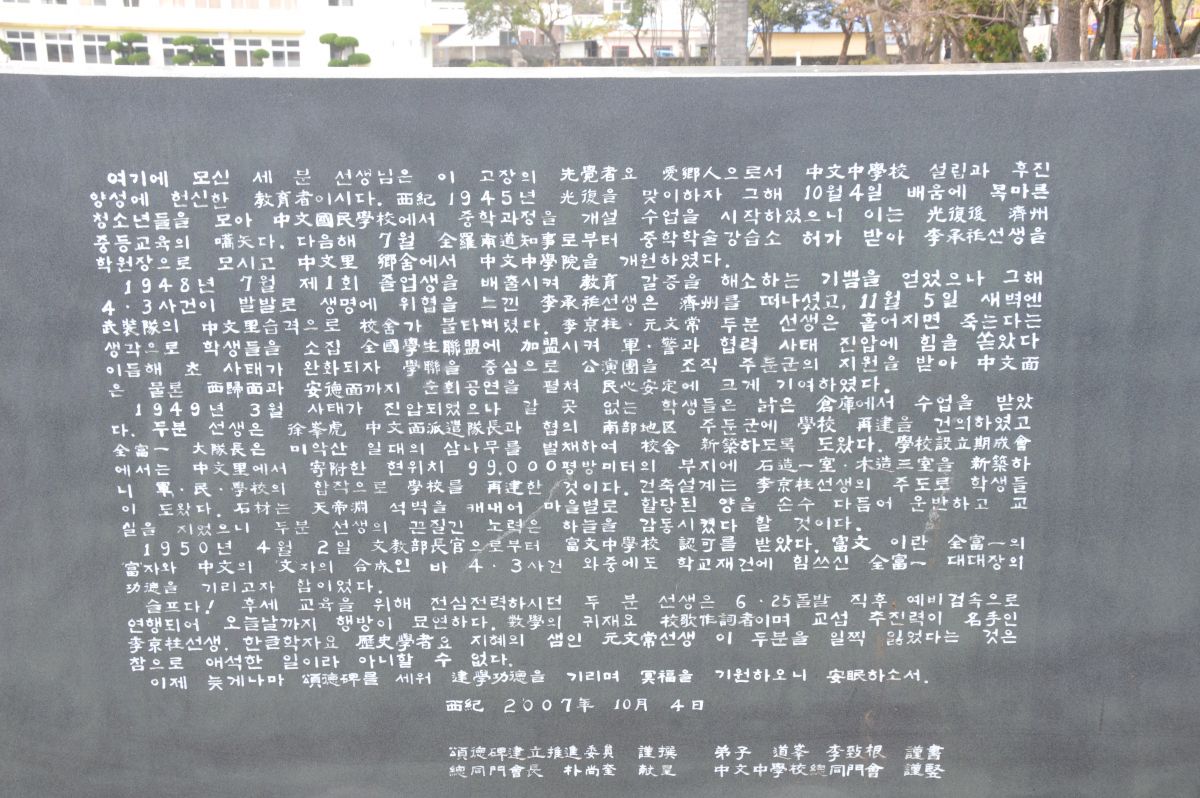 여기에 모신 세 분 선생님은 이 고장의 先覺者요 愛鄕人으로서 中文中學校 설립과 후진
양성에 헌신한 敎育者이시다. 西紀 1945년 光復을 맞이하자 그해 10월4일 배움에 목마른
청소년들을 모아 中文國民學校에서 중학과정을 개설 수업을 시작하였으니 이는 光復後 濟州
중등교육의 嚆矢다. 다음해 7월 全羅南道知事로부터 중학학술강습소 허가 받아 李承祚선생을
학원장으로 모시고 中文里 鄕舍에서 中文中學院을 개원하였다.
1948년 7월 제1회 졸업생을 배출시켜 敎育 갈증을 해소하는 기쁨을 얻었으나 그해
4·3사건이 발발로 생명에 위협을 느낀 李承祚선생은 濟州를 떠나셨고, 11월 5일 새벽엔
武裝隊의 中文里습격으로 校舍가 불타버렸다. 李京柱·元文常 두분 선생은 흩어지면 죽는다는
생각으로 학생들을 소집 全國學生聯盟에 加盟시켜 軍·警과 협력 사태 진압에 힘을 쏟았다
이듬해 초 사태가 완화되자 學聯을 중심으로 公演團을 조직 주둔군의 지원을 받아 中文面
은 물론 西歸面과 安德面까지 순회공연을 펼쳐 民心安定에 크게 기여하였다.
1949년 3월 사태가 진압되었으나 갈 곳 없는 학생들은 낡은 倉庫에서 수업을 받았
다. 두분 선생은 徐峯虎 中文面派遣隊長과 협의 南部地区 주둔군에 學校 再建을 건의하였고
全富一 大隊長은 미악산 일대의 삼나무를 벌채하여 校舍 新築하도록 도왔다. 學校設立期成會
에서는 中文里에서 寄附한 현위치 99,000평방미터의 부지에 石造一室·木造三室을 新築하
니 軍·民·學校의 합작으로 學校를 再建한 것이다. 건축설계는 李京柱선생의 주도로 학생들
이 도왔다. 石材는 天帝淵 석벽을 캐내어 마을별로 할당된 양을 손수 다듬어 운반하고 교
실을 지었으니 두분 선생의 끈질긴 노력은 하늘을 감동시켰다 할 것이다.
1950년 4월 2일 文敎部長官으로부터 富文中學校 認可를 받았다. 富文 이란 全富一의
富자와 中文의 文자의 合成인 바 4·3사건 와중에도 학교재건에 힘쓰신 全富一 대대장의
功德을 기리고자 함이었다.
슬프다! 후세 교육을 위해 전심전력하시던 두 분 선생은 6·25돌발 직후 예비검속으로
연행되어 오늘날까지 행방이 묘연하다. 數學의 귀재요 校歌作詞者이며 교섭 추진력이 名手인
李京柱선생. 한글학자요 歷史學者요 지혜의 샘인 元文常선생 이 두분을 일찍 잃었다는 것은
참으로 애석한 일이라 아니할 수 없다.
이제 늦게나마 頌德碑를 세워 建學功德을 기리며 冥福을 기원하오니 安眠하소서.
西紀 2007年 10月 4日
頌德碑建立推進委員 謹撰 弟子 道峯 李致根 謹書
總同門會長 朴尙奎 献呈 中文中學校總同門會 謹竪